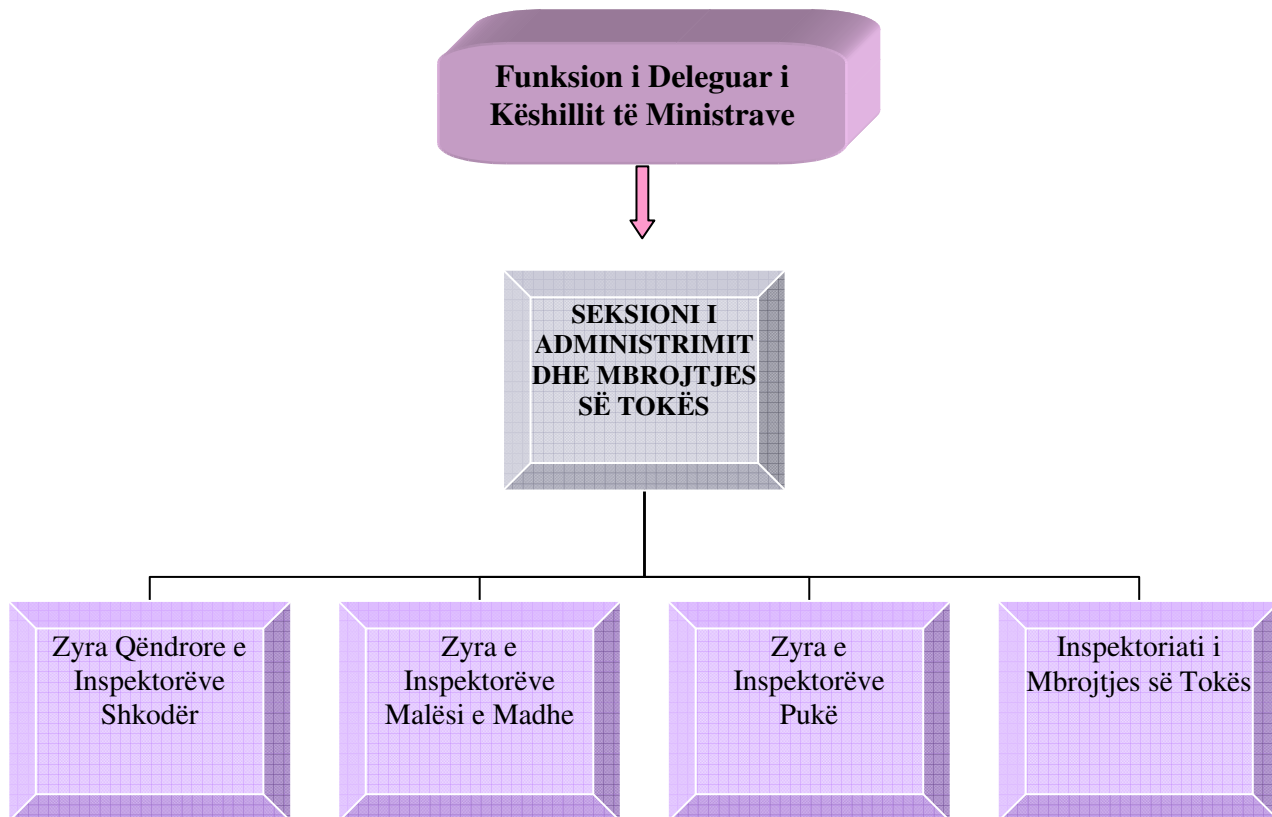 Funksion i Deleguar i
Këshillit të Ministrave
SEKSIONI I
ADMINISTRIMIT
DHE MBROJTJES
SË TOKËS
Zyra Qëndrore e
Inspektorëve
Shkodër
Zyra e
Inspektorëve
Malësi e Madhe
Zyra e
Inspektorëve
Pukë
Inspektoriati i
Mbrojtjes së Tokës